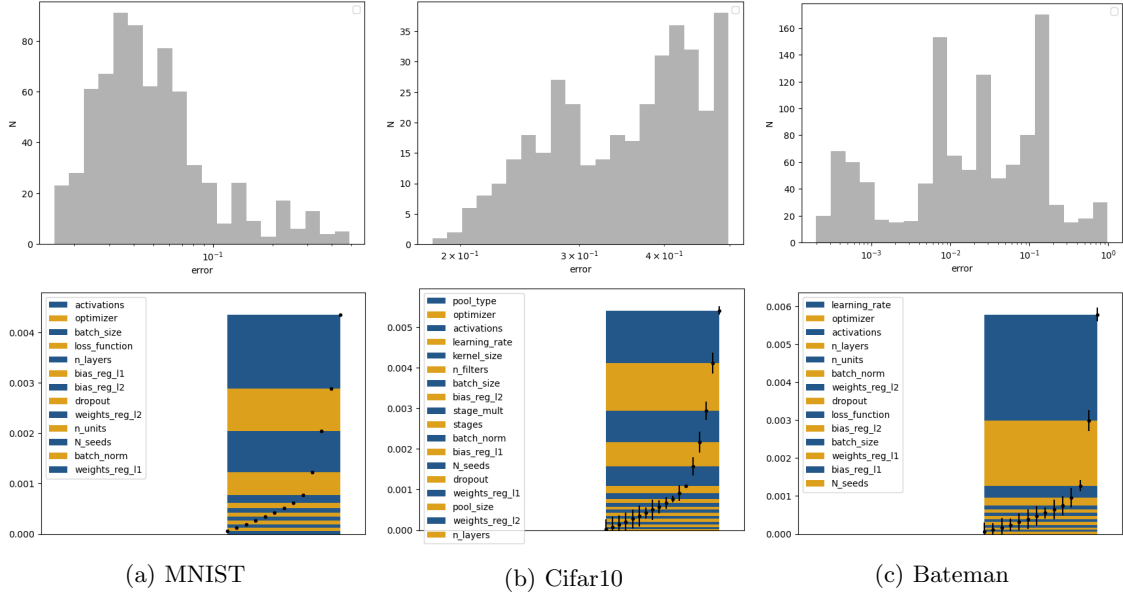 80
60
40
20
0
N
10⁻¹
error
35
30
25
20
15
10
5
0
N
2 × 10⁻¹
3 × 10⁻¹
4 × 10⁻¹
error
160
140
120
100
80
60
40
20
0
N
10⁻³
10⁻²
10⁻¹
10⁰
error
0.004
0.003
0.002
0.001
0.000
activations
optimizer
batch_size
loss_function
n_layers
bias_reg_l1
bias_reg_l2
dropout
weights_reg_l2
n_units
N_seeds
batch_norm
weights_reg_l1
0.005
0.004
0.003
0.002
0.001
0.000
pool_type
optimizer
activations
learning_rate
kernel_size
n_filters
batch_size
bias_reg_l2
stage_mult
stages
batch_norm
bias_reg_l1
N_seeds
dropout
weights_reg_l1
pool_size
weights_reg_l2
n_layers
0.006
0.005
0.004
0.003
0.002
0.001
0.000
learning_rate
optimizer
activations
n_layers
n_units
batch_norm
weights_reg_l2
dropout
loss_function
bias_reg_l2
batch_size
weights_reg_l1
bias_reg_l1
N_seeds
(a) MNIST
(b) Cifar10
(c) Bateman